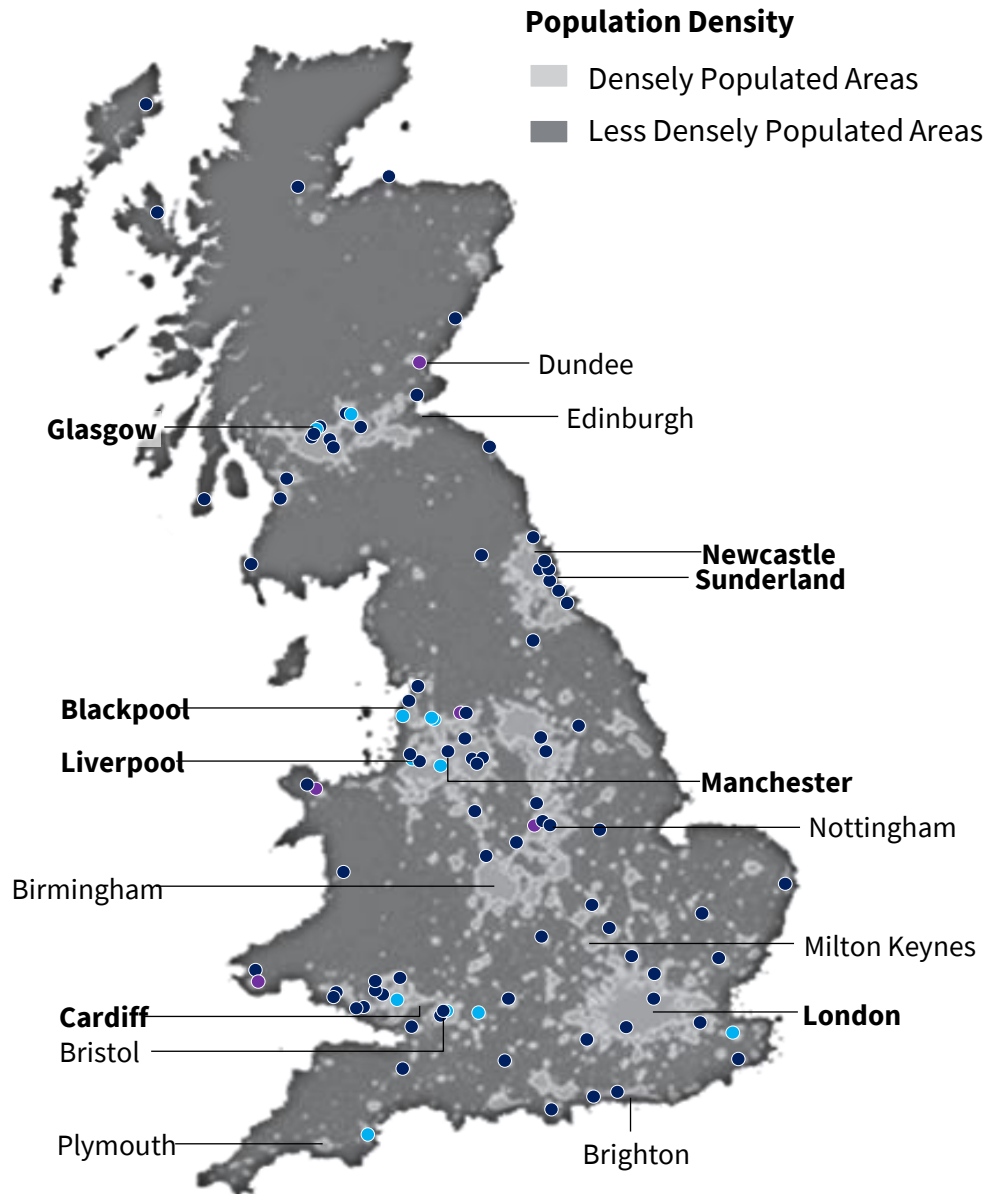 Population Density
Densely Populated Areas
Less Densely Populated Areas
Dundee
Edinburgh
Glasgow
Newcastle
Sunderland
Blackpool
Liverpool
Manchester
Nottingham
Birmingham
Milton Keynes
Cardiff
London
Bristol
Plymouth
Brighton